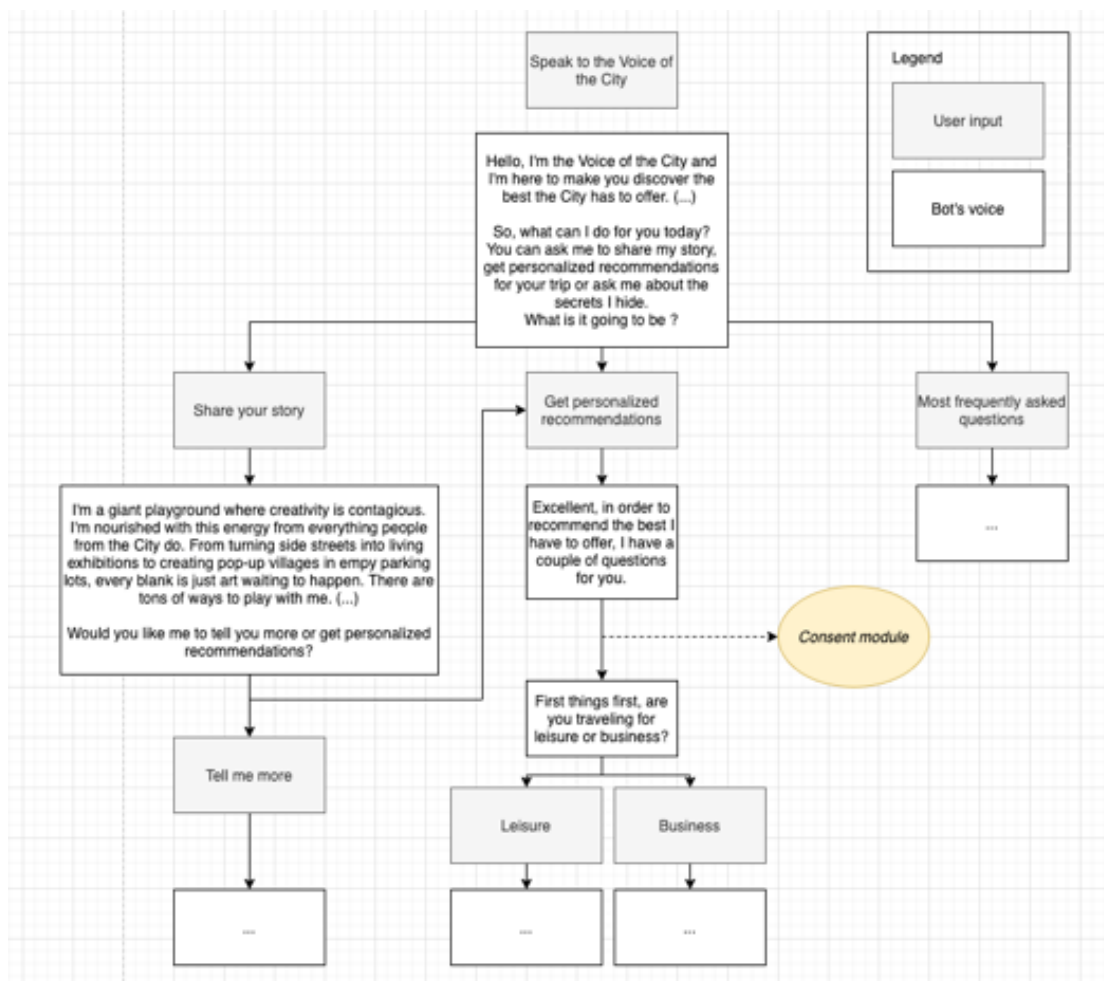 Speak to the Voice of
the City
Legend
User input
Bot's voice
Hello, I'm the Voice of the City and
I'm here to make you discover the
best the City has to offer. (...)
So, what can I do for you today?
You can ask me to share my story,
get personalized recommendations
for your trip or ask me about the
secrets I hide.
What is it going to be ?
Share your story
Get personalized
recommendations
Most frequently asked
questions
I'm a giant playground where creativity is contagious.
I'm nourished with this energy from everything people
from the City do. From turning side streets into living
exhibitions to creating pop-up villages in empy parking
lots, every blank is just art waiting to happen. There are
tons of ways to play with me. (...)
Would you like me to tell you more or get personalized
recommendations?
Excellent, in order to
recommend the best I
have to offer, I have a
couple of questions
for you.
...
Consent module
First things first, are
you traveling for
leisure or business?
Tell me more
Leisure
Business
...
...
...